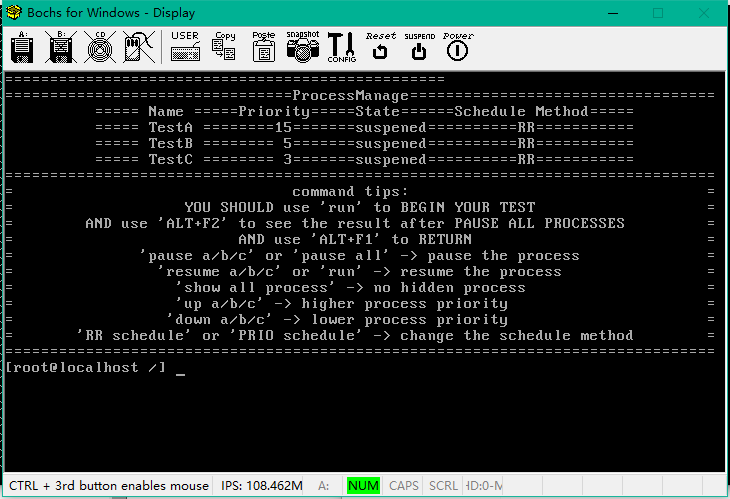 Bochs for Windows - Display
A: B: CD USER Copy Paste snapshot CONFIG Reset SUSPEND Power
==================================================
=================================ProcessManage===================================
===== Name =====Priority=====State======Schedule Method=====
===== TestA =========15=======suspended==========RR===========
===== TestB ========= 5=======suspended==========RR===========
===== TestC ========= 3=======suspended==========RR===========
================================================================================
= command tips: =
= YOU SHOULD use 'run' to BEGIN YOUR TEST =
= AND use 'ALT+F2' to see the result after PAUSE ALL PROCESSES =
= AND use 'ALT+F1' to RETURN =
= 'pause a/b/c' or 'pause all' -> pause the process =
= 'resume a/b/c' or 'run' -> resume the process =
= 'show all process' -> no hidden process =
= 'up a/b/c' -> higher process priority =
= 'down a/b/c' -> lower process priority =
= 'RR schedule' or 'PRIO schedule' -> change the schedule method =
================================================================================
[root@localhost /] _
CTRL + 3rd button enables mouse IPS: 108.462M A: NUM CAPS SCRL HD:0-M